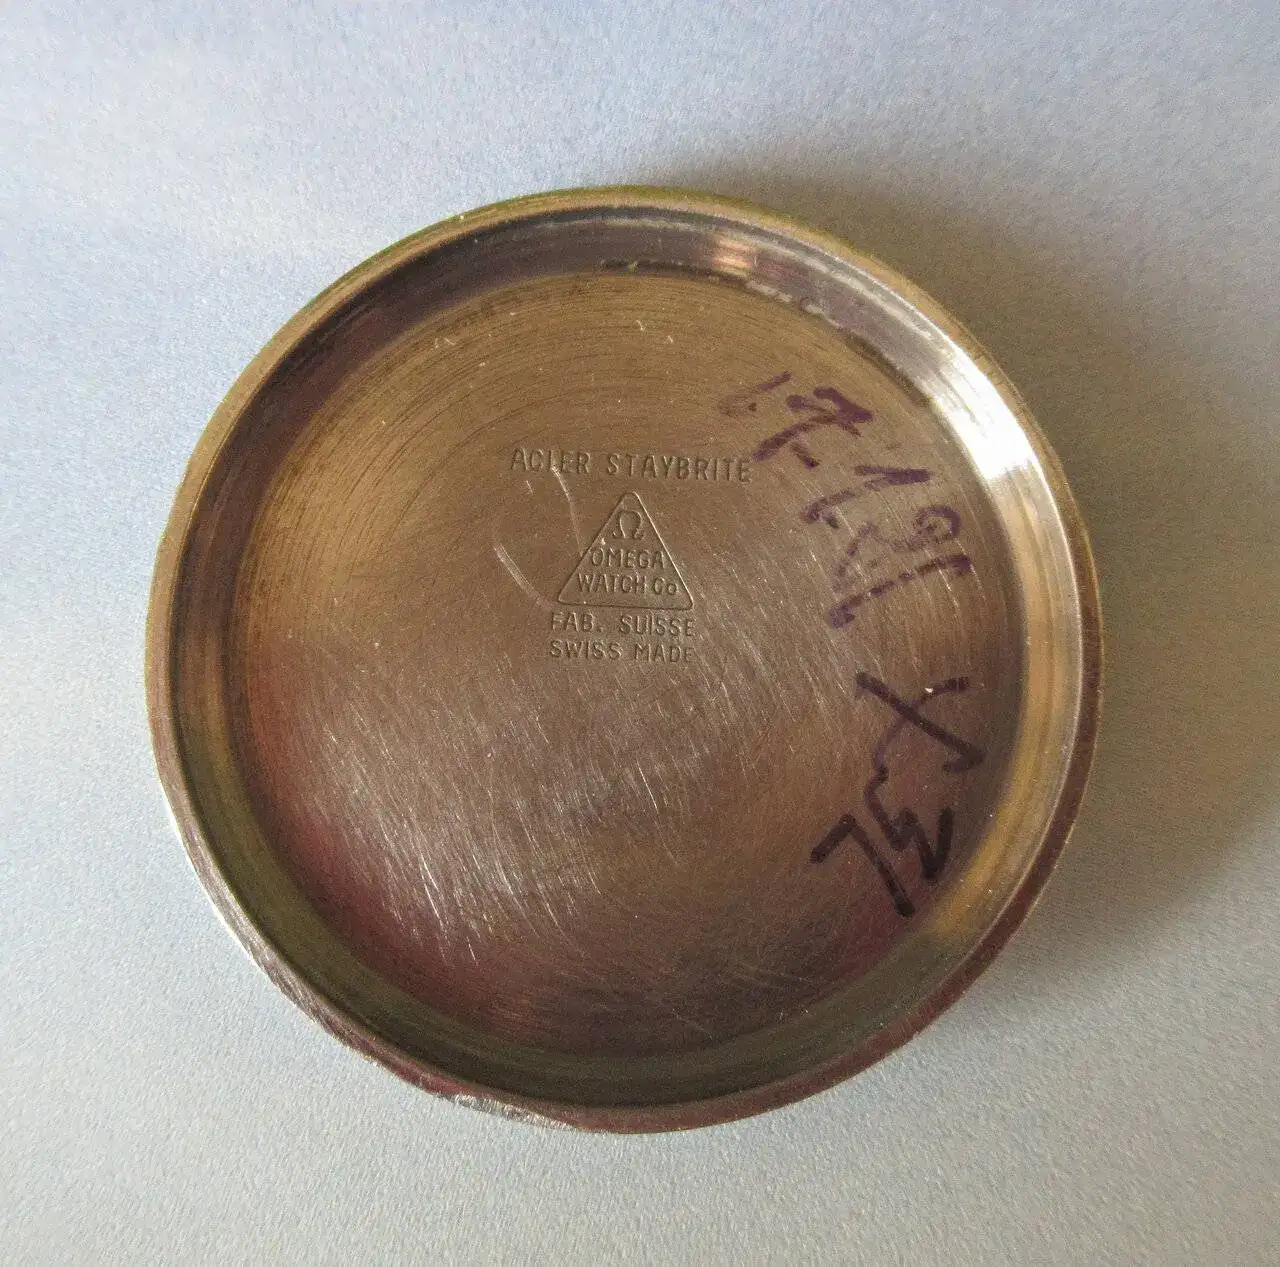 ACIER STAYBRITE
Ω
OMEGA
WATCH Co
FAB. SUISSE
SWISS MADE